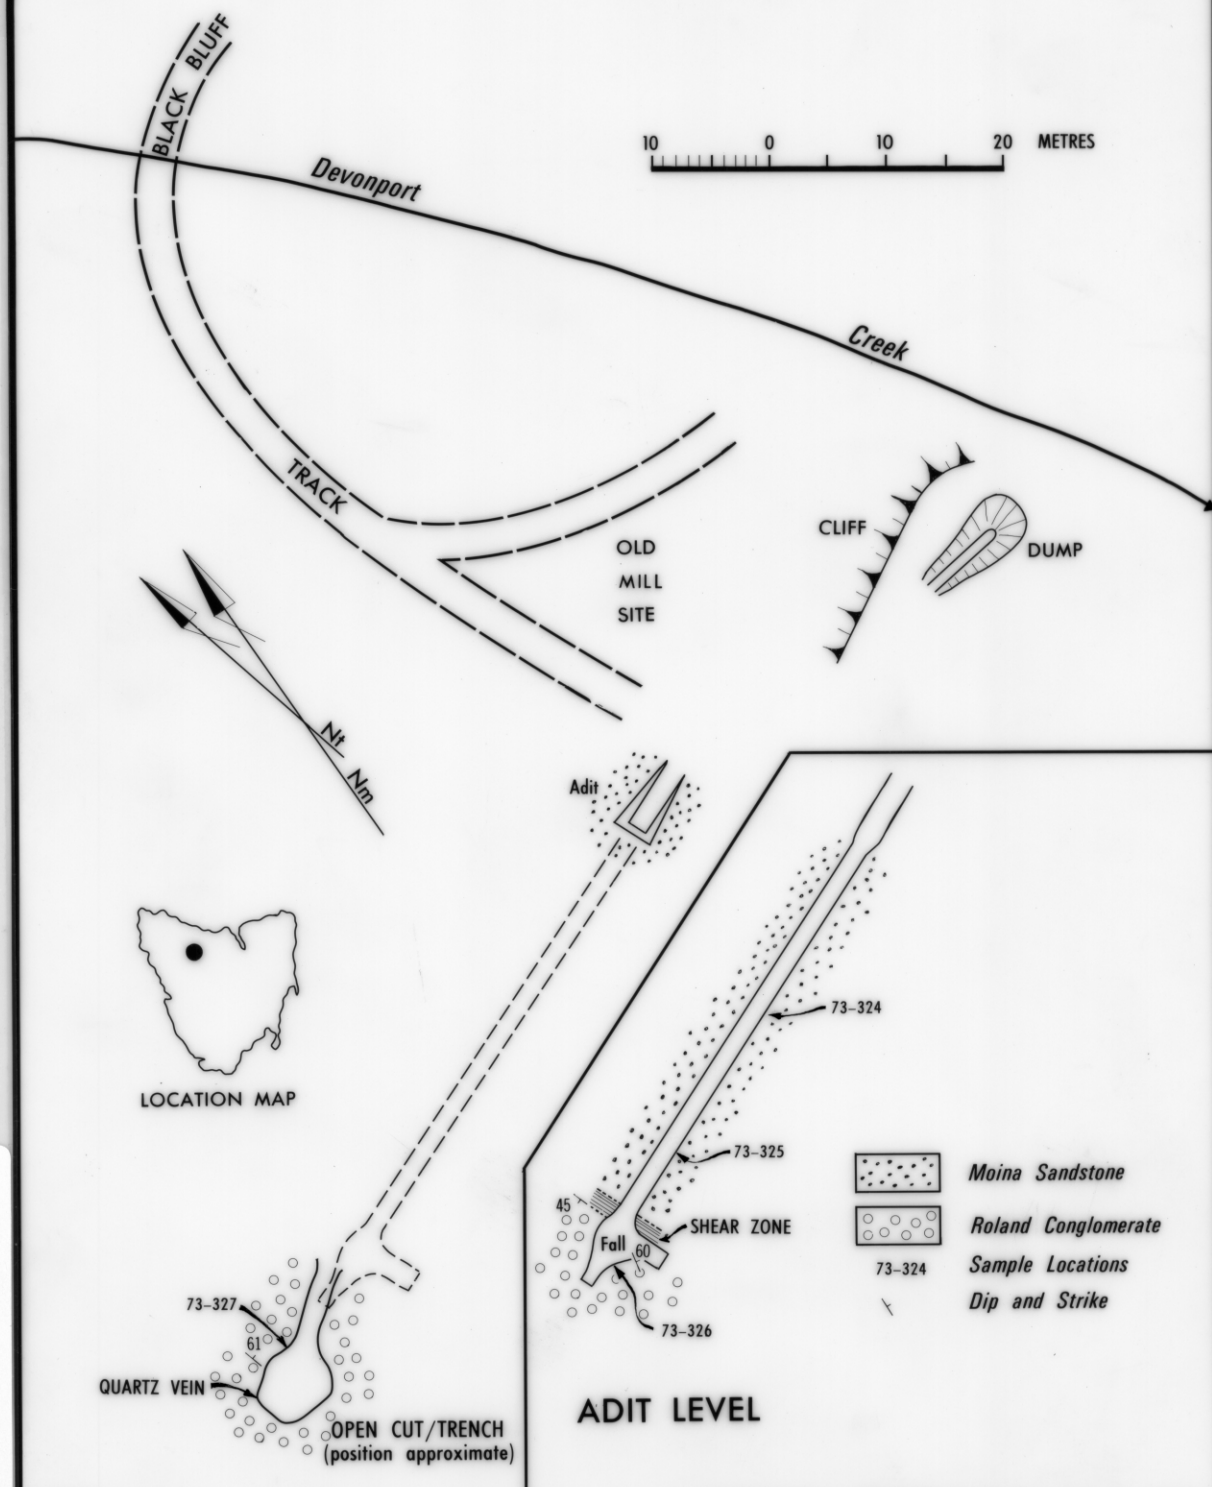 BLACK BLUFF
10 0 10 20 METRES
Devonport
Creek
TRACK
CLIFF
DUMP
OLD
MILL
SITE
Nt
Nm
Adit
73-324
LOCATION MAP
73-325
Moina Sandstone
45
SHEAR ZONE
Roland Conglomerate
Fall
60
73-324 Sample Locations
Dip and Strike
73-327
73-326
61
QUARTZ VEIN
ADIT LEVEL
OPEN CUT/TRENCH
(position approximate)